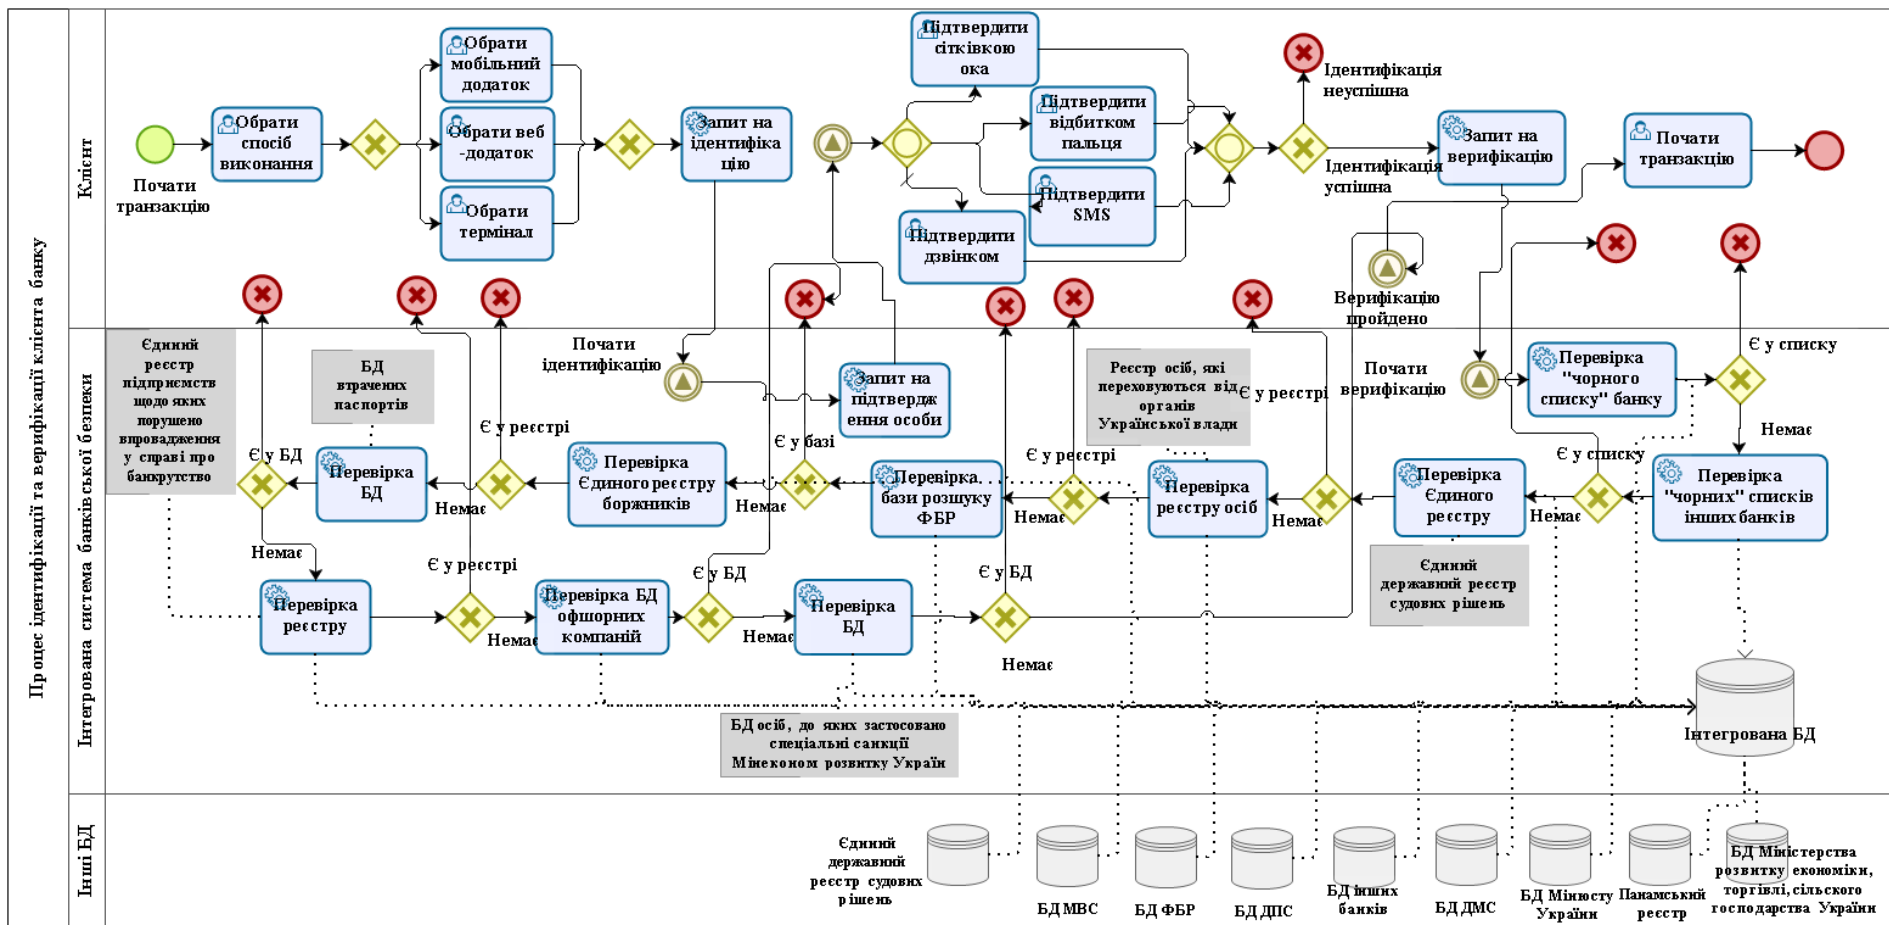 Процес ідентифікації та верифікації клієнта банку
Клієнт
Почати
транзакцію
Обрати
спосіб
виконання
Обрати
мобільний
додаток
Обрати веб
-додаток
Обрати
термінал
Запит на
ідентифіка
цію
Підтвердити
сітківкою
ока
Підтвердити
відбитком
пальця
Підтвердити
SMS
Підтвердити
дзвінком
Ідентифікація
неуспішна
Ідентифікація
успішна
Запит на
верифікацію
Почати
транзакцію
Верифікацію
пройдено
Інтегрована система банківської безпеки
Єдиний
реєстр
підприємств
щодо яких
порушено
впровадження
у справі про
банкрутство
БД
втрачених
паспортів
Почати
ідентифікацію
Запит на
підтвердж
ення особи
Реєстр осіб, які
переховуються від
органів
Української влади
Почати
верифікацію
Перевірка
"чорного
списку" банку
Є у списку
Немає
Перевірка
"чорних" списків
інших банків
Є у списку
Немає
Перевірка
Єдиного
реєстру
Єдиний
державний реєстр
судових рішень
Є у реєстрі
Немає
Перевірка
реєстру осіб
Є у реєстрі
Немає
Перевірка
бази розшуку
ФБР
Є у базі
Немає
Перевірка
Єдиного реєстру
боржників
Є у реєстрі
Немає
Перевірка
БД
Є у БД
Немає
Перевірка
реєстру
Є у реєстрі
Немає
Перевірка БД
офшорних
компаній
Є у БД
Немає
Перевірка
БД
Є у БД
Немає
БД осіб, до яких застосовано
спеціальні санкції
Мінеконом розвитку Україн
Інтегрована БД
Інші БД
Єдиний
державний
реєстр судових
рішень
БД МВС
БД ФБР
БД ДПС
БД інших
банків
БД ДМС
БД Мінюсту
України
Панамський
реєстр
БД Міністерства
розвитку економіки,
торгівлі, сільского
господарства України